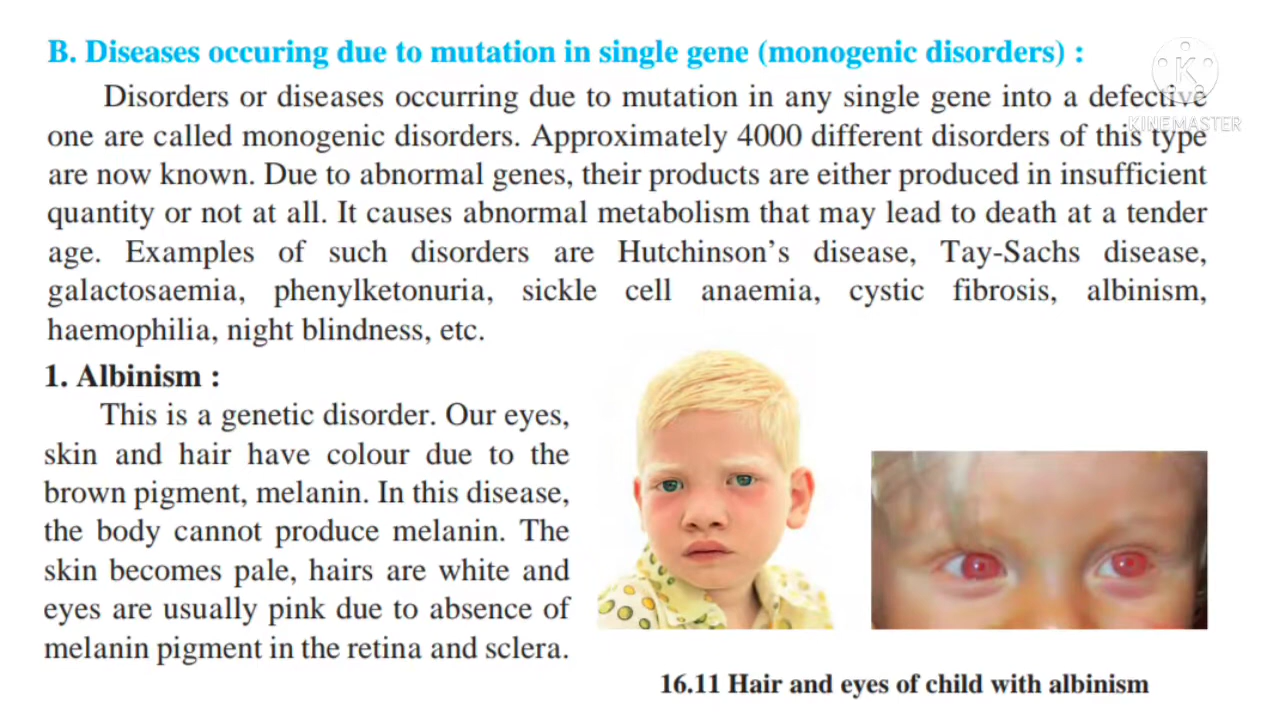 B. Diseases occuring due to mutation in single gene (monogenic disorders) :
Disorders or diseases occurring due to mutation in any single gene into a defective
one are called monogenic disorders. Approximately 4000 different disorders of this type
are now known. Due to abnormal genes, their products are either produced in insufficient
quantity or not at all. It causes abnormal metabolism that may lead to death at a tender
age. Examples of such disorders are Hutchinson’s disease, Tay-Sachs disease,
galactosaemia, phenylketonuria, sickle cell anaemia, cystic fibrosis, albinism,
haemophilia, night blindness, etc.
1. Albinism :
This is a genetic disorder. Our eyes,
skin and hair have colour due to the
brown pigment, melanin. In this disease,
the body cannot produce melanin. The
skin becomes pale, hairs are white and
eyes are usually pink due to absence of
melanin pigment in the retina and sclera.
16.11 Hair and eyes of child with albinism
K
KINEMASTER